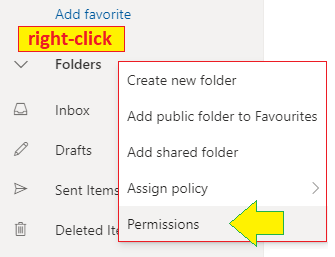 Add favorite
right-click
Folders
Create new folder
Inbox
Add public folder to Favourites
Drafts
Add shared folder
Sent Items
Assign policy
Deleted Ite
Permissions